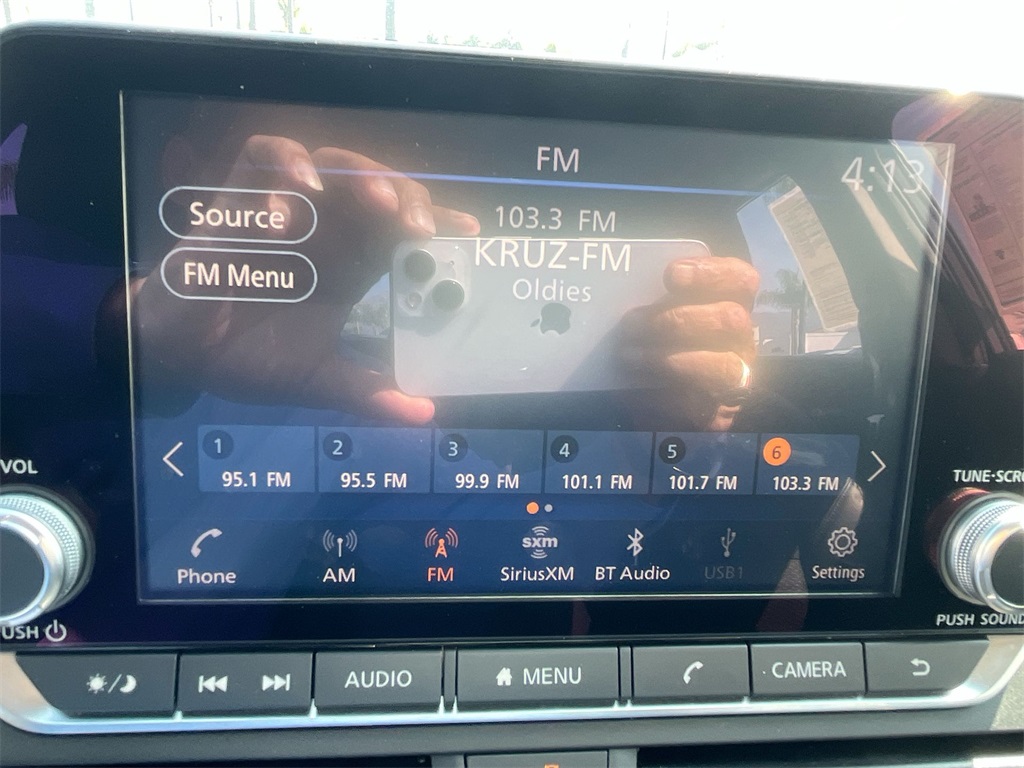 FM
4:13
Source
103.3 FM
KRUZ-FM
FM Menu
Oldies
1
2
3
4
5
6
95.1 FM
95.5 FM
99.9 FM
101.1 FM
101.7 FM
103.3 FM
VOL
TUNE·SCR
sxm
Phone
AM
FM
SiriusXM
BT Audio
USB1
Settings
USH
PUSH SOUND
AUDIO
MENU
CAMERA